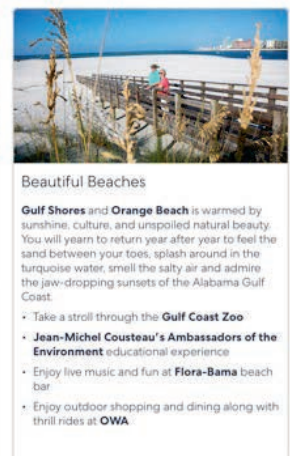 Beautiful Beaches
Gulf Shores and Orange Beach is warmed by
sunshine, culture, and unspoiled natural beauty.
You will yearn to return year after year to feel the
sand between your toes, splash around in the
turquoise water, smell the salty air and admire
the jaw-dropping sunsets of the Alabama Gulf
Coast.
• Take a stroll through the Gulf Coast Zoo
• Jean-Michel Cousteau's Ambassadors of the
Environment educational experience
• Enjoy live music and fun at Flora-Bama beach
bar
• Enjoy outdoor shopping and dining along with
thrill rides at OWA